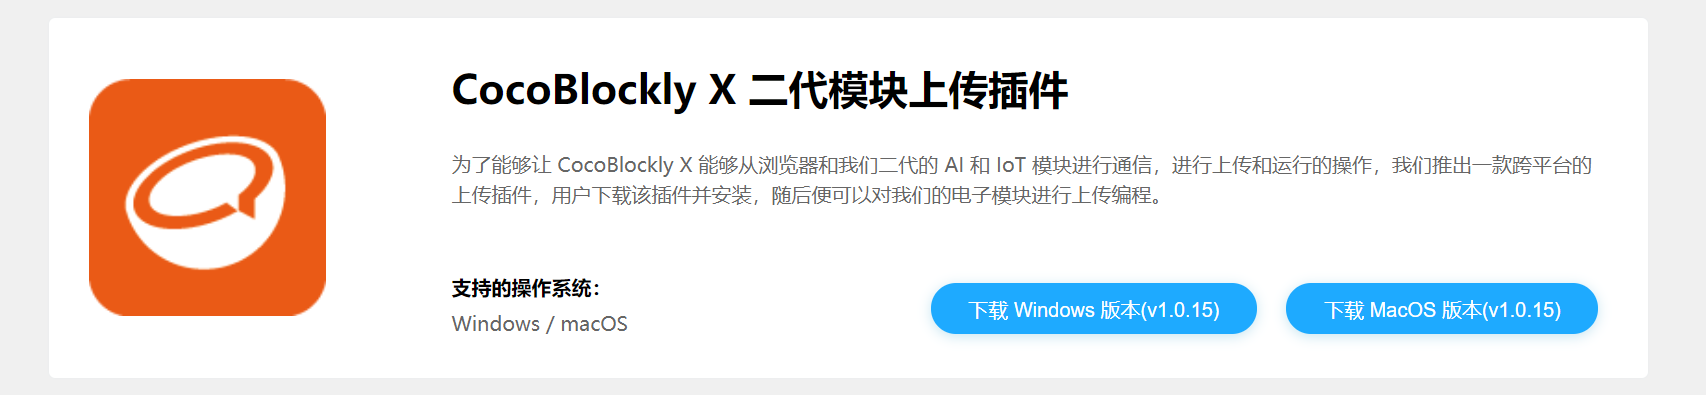 CocoBlockly X 二代模块上传插件
为了能够让 CocoBlockly X 能够从浏览器和我们二代的 AI 和 IoT 模块进行通信，进行上传和运行的操作，我们推出一款跨平台的
上传插件，用户下载该插件并安装，随后便可以对我们的电子模块进行上传编程。
支持的操作系统：
Windows / macOS
下载 Windows 版本(v1.0.15)
下载 MacOS 版本(v1.0.15)